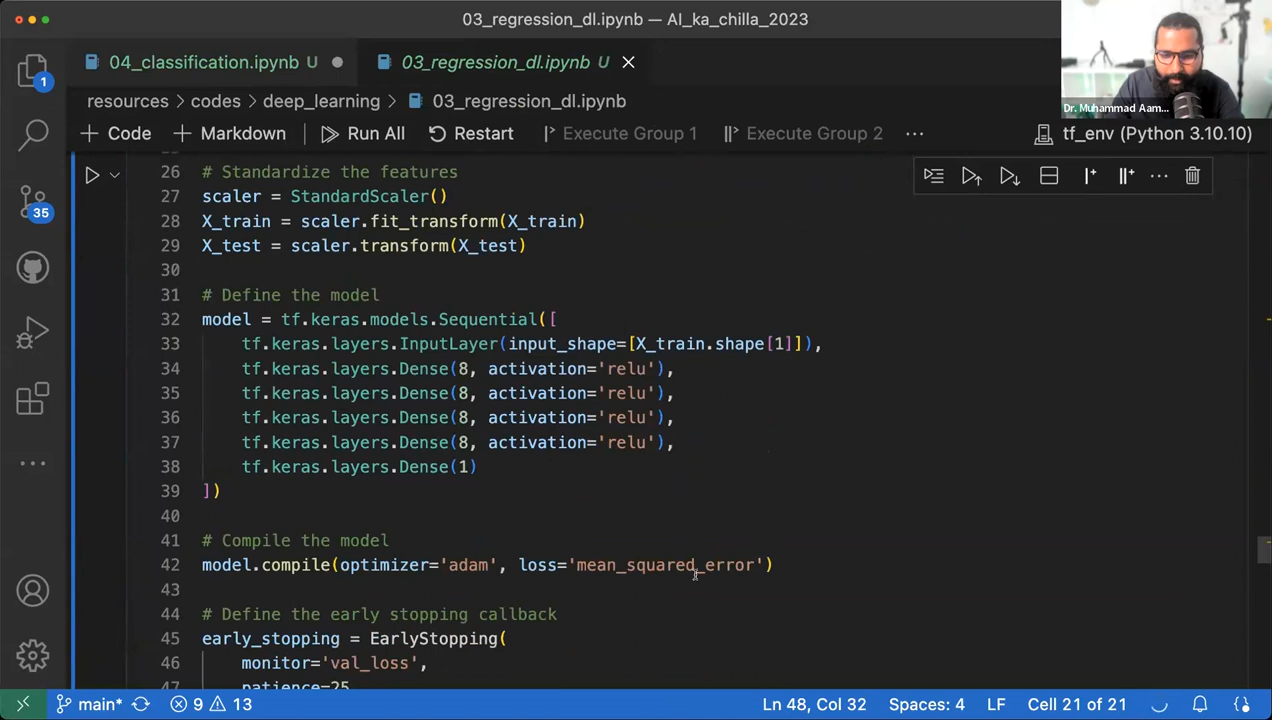 03_regression_dl.ipynb — AI_ka_chilla_2023
04_classification.ipynb U
03_regression_dl.ipynb U
resources > codes > deep_learning > 03_regression_dl.ipynb
Code Markdown Run All Restart Execute Group 1 Execute Group 2 ... tf_env (Python 3.10.10)
Dr. Muhammad Aam...
1
35
26 # Standardize the features
27 scaler = StandardScaler()
28 X_train = scaler.fit_transform(X_train)
29 X_test = scaler.transform(X_test)
30
31 # Define the model
32 model = tf.keras.models.Sequential([
33 tf.keras.layers.InputLayer(input_shape=[X_train.shape[1]]),
34 tf.keras.layers.Dense(8, activation='relu'),
35 tf.keras.layers.Dense(8, activation='relu'),
36 tf.keras.layers.Dense(8, activation='relu'),
37 tf.keras.layers.Dense(8, activation='relu'),
38 tf.keras.layers.Dense(1)
39 ])
40
41 # Compile the model
42 model.compile(optimizer='adam', loss='mean_squared_error')
43
44 # Define the early stopping callback
45 early_stopping = EarlyStopping(
46 monitor='val_loss',
47 patience=25
main* 9 13 Ln 48, Col 32 Spaces: 4 LF Cell 21 of 21